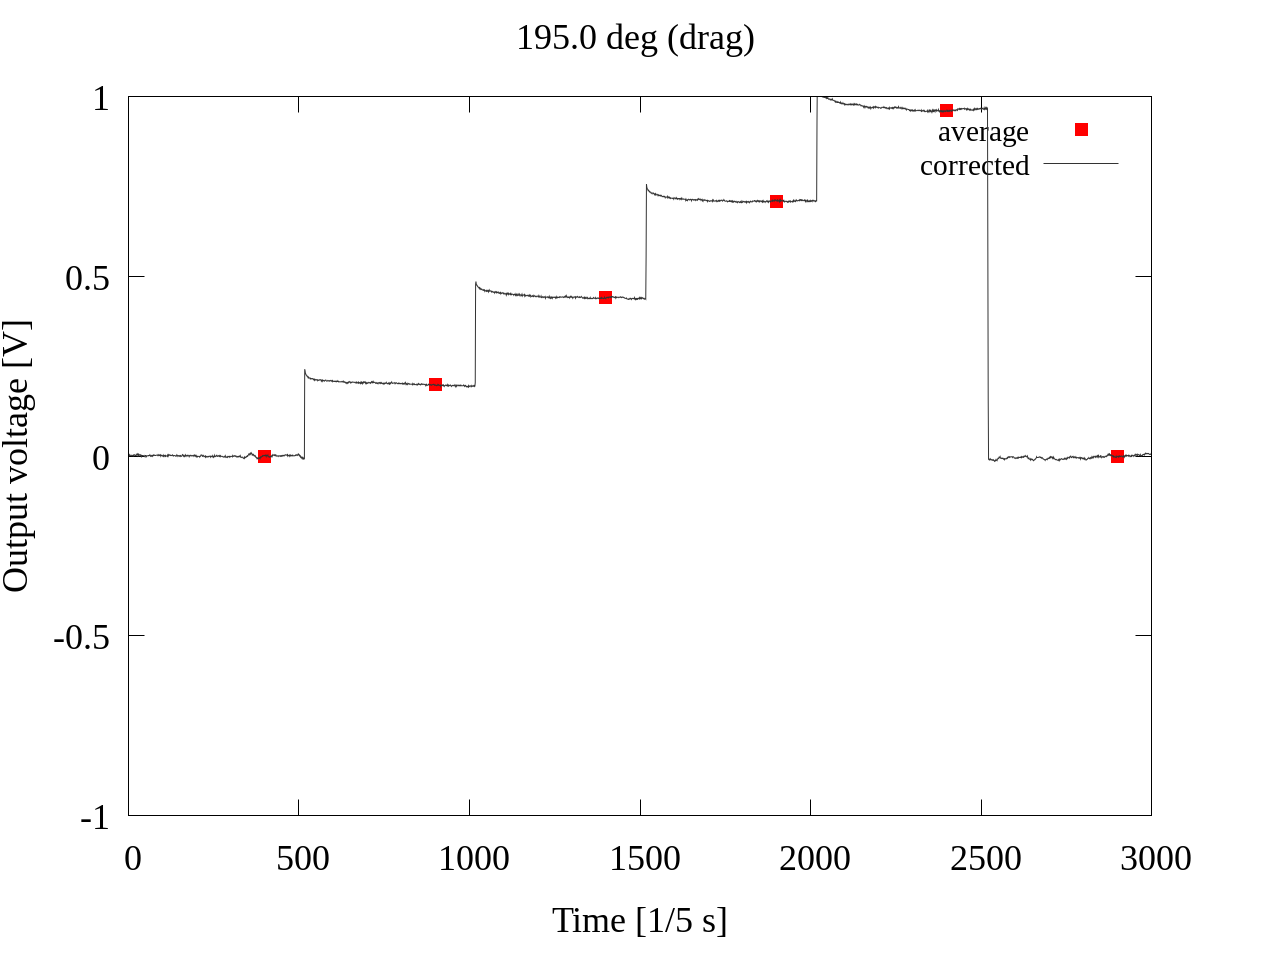 195.0 deg (drag)
1
0.5
0
-0.5
-1
Output voltage [V]
average
corrected
0 500 1000 1500 2000 2500 3000
Time [1/5 s]